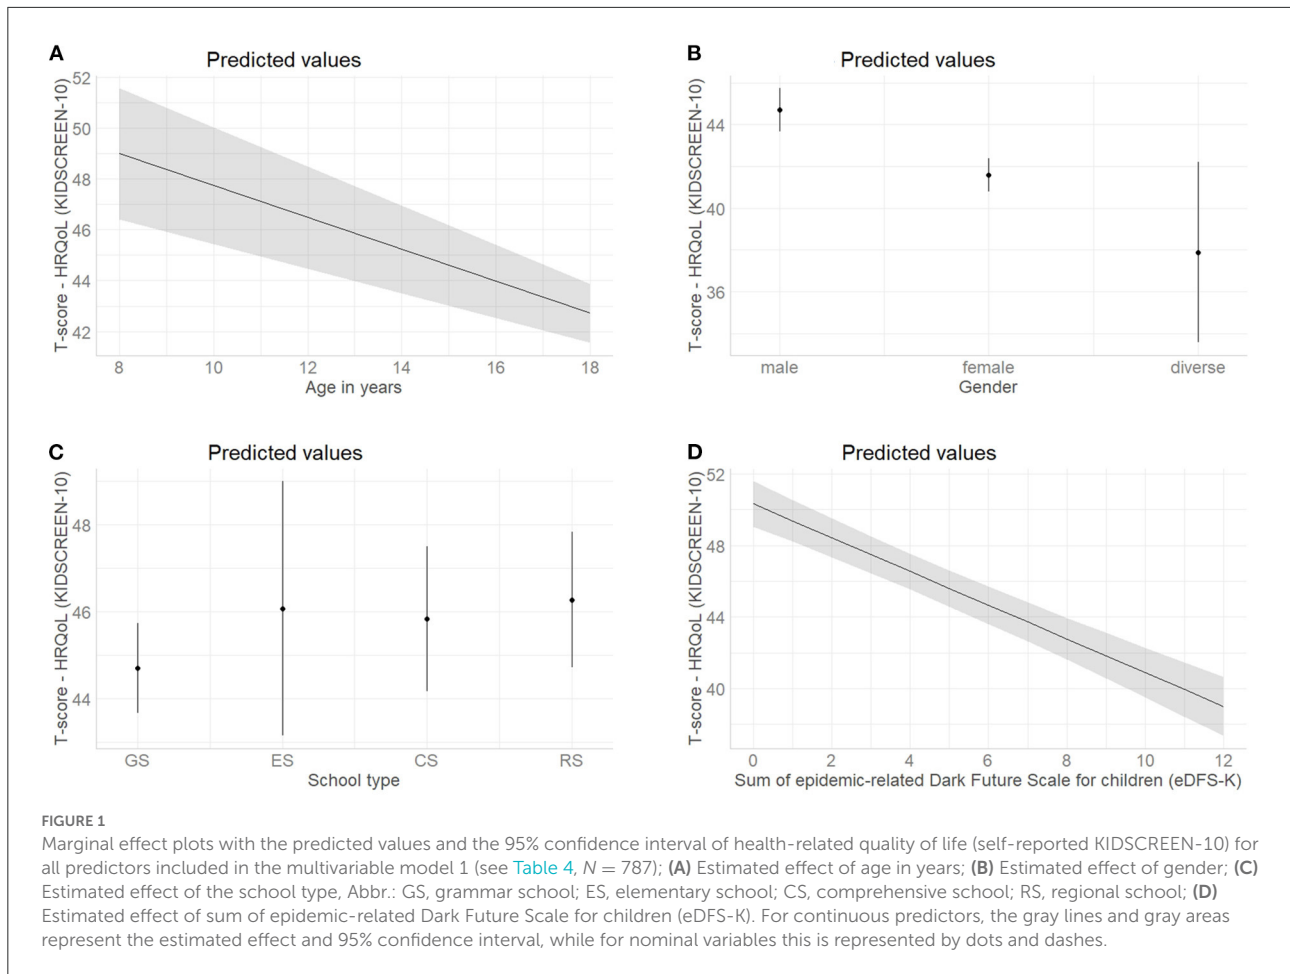 A
Predicted values
T-score - HRQoL (KIDSCREEN-10)
52
50
48
46
44
42
8 10 12 14 16 18
Age in years
B
Predicted values
T-score - HRQoL (KIDSCREEN-10)
44
40
36
male female diverse
Gender
C
Predicted values
T-score - HRQoL (KIDSCREEN-10)
48
46
44
GS ES CS RS
School type
D
Predicted values
T-score - HRQoL (KIDSCREEN-10)
52
48
44
40
0 2 4 6 8 10 12
Sum of epidemic-related Dark Future Scale for children (eDFS-K)
FIGURE 1
Marginal effect plots with the predicted values and the 95% confidence interval of health-related quality of life (self-reported KIDSCREEN-10) for
all predictors included in the multivariable model 1 (see Table 4, N = 787); (A) Estimated effect of age in years; (B) Estimated effect of gender; (C)
Estimated effect of the school type, Abbr.: GS, grammar school; ES, elementary school; CS, comprehensive school; RS, regional school; (D)
Estimated effect of sum of epidemic-related Dark Future Scale for children (eDFS-K). For continuous predictors, the gray lines and gray areas
represent the estimated effect and 95% confidence interval, while for nominal variables this is represented by dots and dashes.